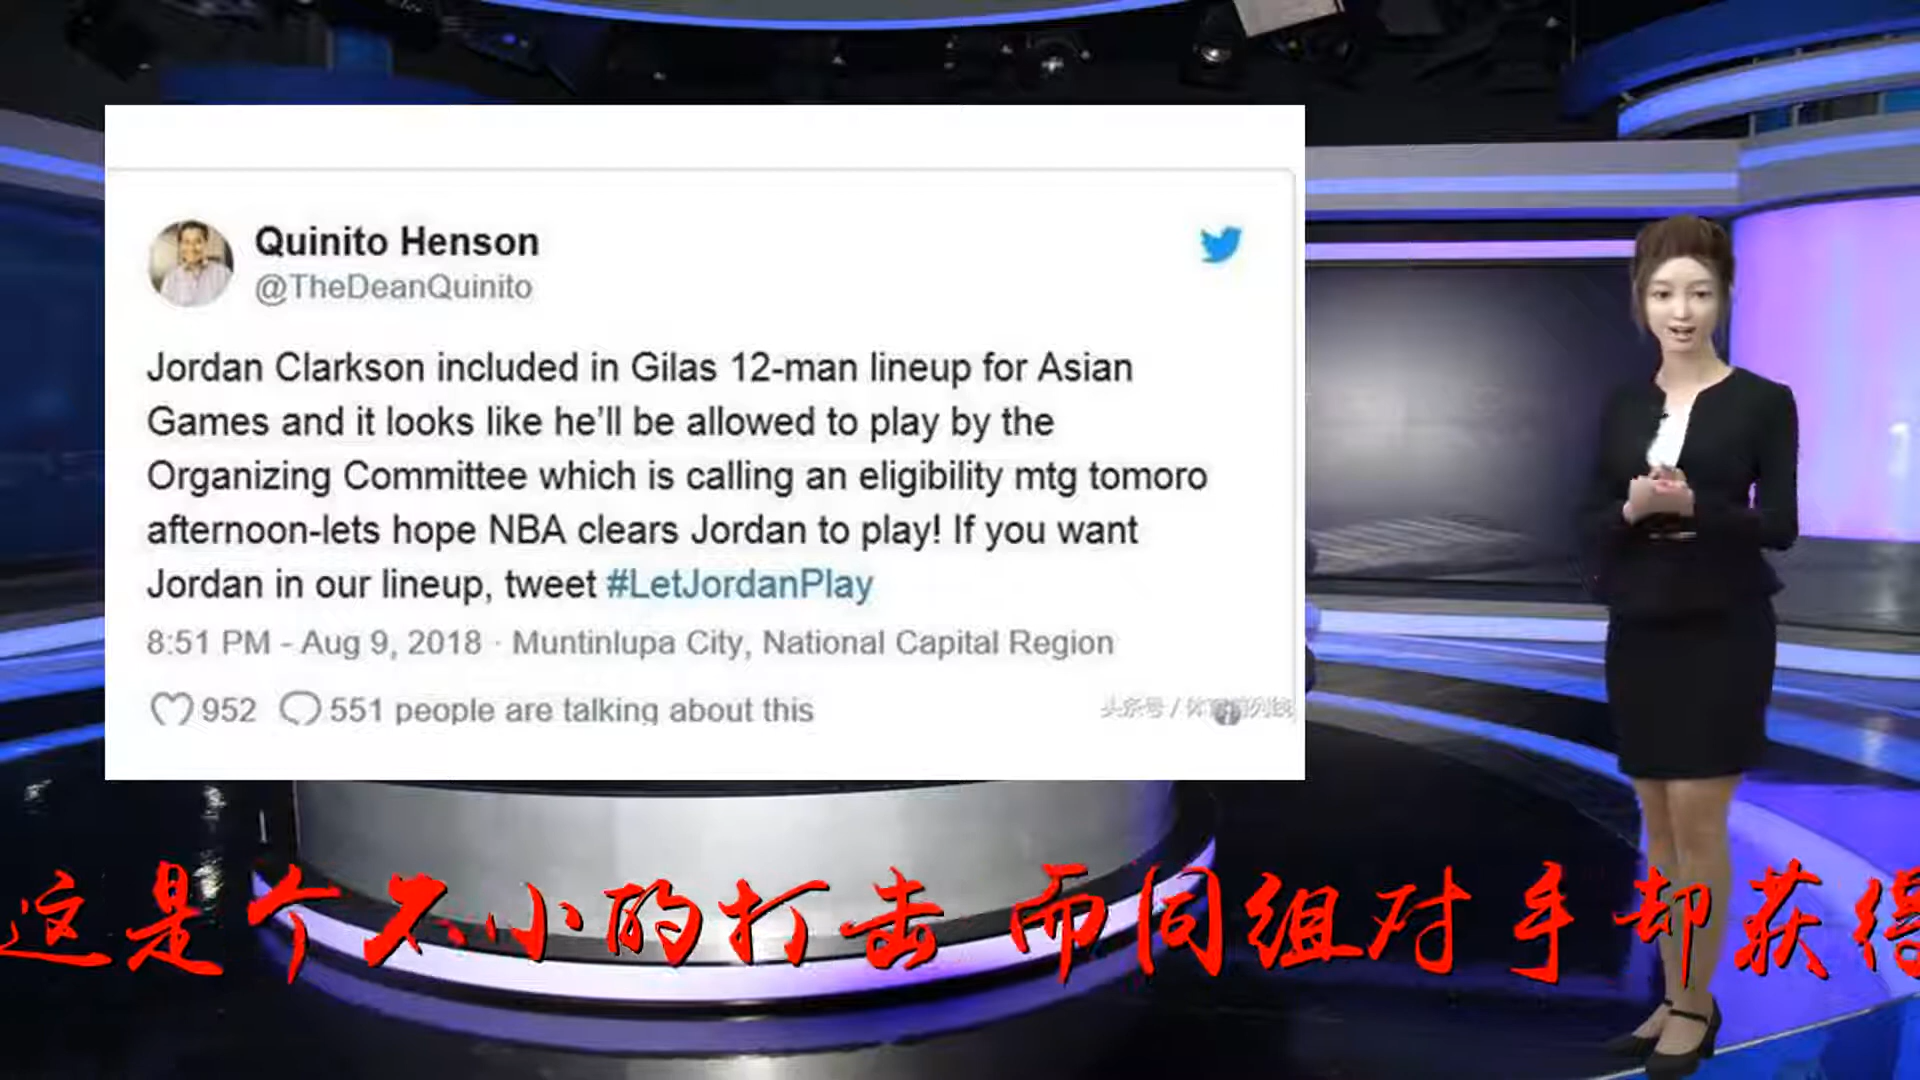 Quinito Henson
@TheDeanQuinito
Jordan Clarkson included in Gilas 12-man lineup for Asian
Games and it looks like he'll be allowed to play by the
Organizing Committee which is calling an eligibility mtg tomoro
afternoon-lets hope NBA clears Jordan to play! If you want
Jordan in our lineup, tweet #LetJordanPlay
8:51 PM - Aug 9, 2018 · Muntinlupa City, National Capital Region
952 551 people are talking about this
头条号 /
这是个不小的打击 而同组对手却获得